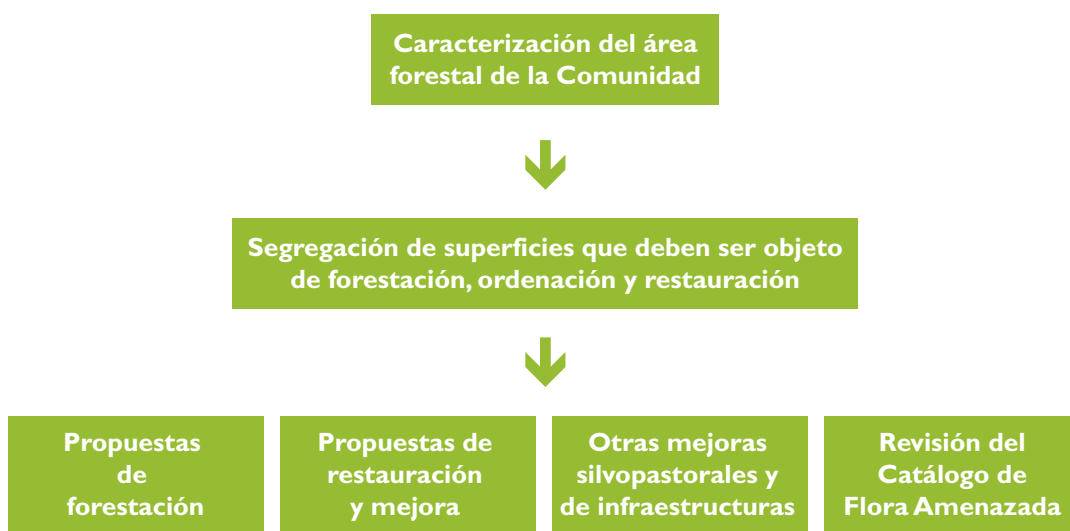 Caracterización del área
forestal de la Comunidad
Segregación de superficies que deben ser objeto
de forestación, ordenación y restauración
Propuestas
de
forestación
Propuestas de
restauración
y mejora
Otras mejoras
silvopastorales y
de infraestructuras
Revisión del
Catálogo de
Flora Amenazada